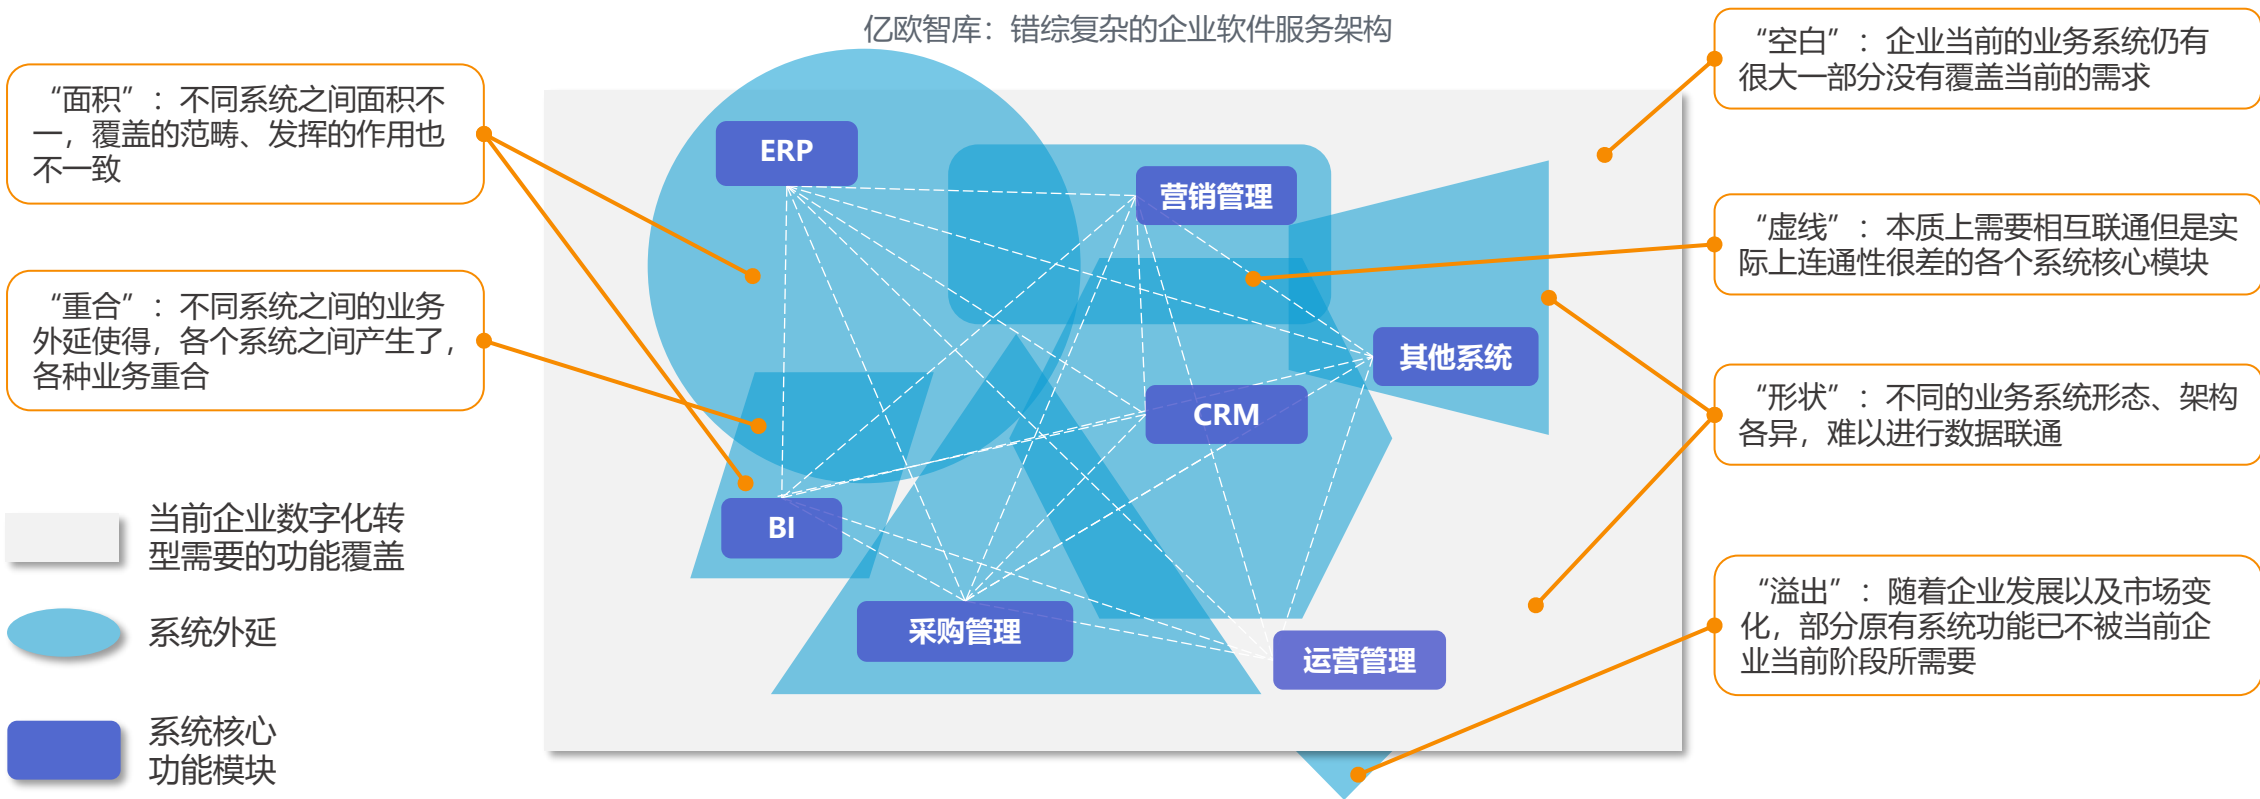 亿欧智库：错综复杂的企业软件服务架构
“面积”：不同系统之间面积不
一，覆盖的范畴、发挥的作用也
不一致
“重合”：不同系统之间的业务
外延使得，各个系统之间产生了，
各种业务重合
当前企业数字化转
型需要的功能覆盖
系统外延
系统核心
功能模块
ERP
营销管理
其他系统
CRM
BI
采购管理
运营管理
“空白”：企业当前的业务系统仍有
很大一部分没有覆盖当前的需求
“虚线”：本质上需要相互联通但是实
际上连通性很差的各个系统核心模块
“形状”：不同的业务系统形态、架构
各异，难以进行数据联通
“溢出”：随着企业发展以及市场变
化，部分原有系统功能已不被当前企
业当前阶段所需要